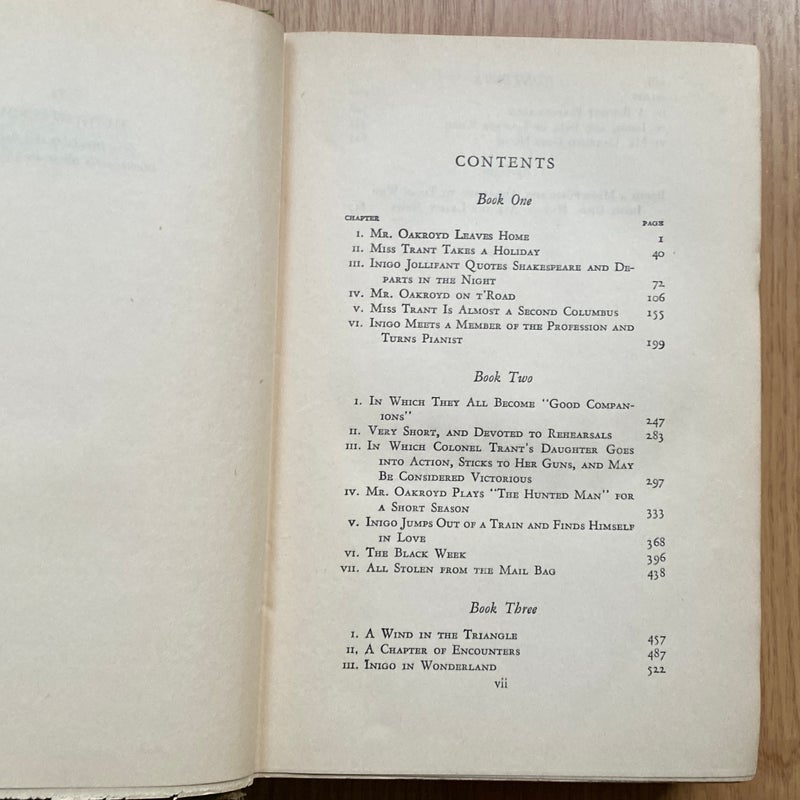 CONTENTS
Book One
CHAPTER PAGE
I. Mr. Oakroyd Leaves Home 1
II. Miss Trant Takes a Holiday 40
III. Inigo Jollifant Quotes Shakespeare and De-
parts in the Night 72
IV. Mr. Oakroyd on t'Road 106
V. Miss Trant Is Almost a Second Columbus 155
VI. Inigo Meets a Member of the Profession and
Turns Pianist 199
Book Two
I. In Which They All Become "Good Compan-
ions" 247
II. Very Short, and Devoted to Rehearsals 283
III. In Which Colonel Trant's Daughter Goes
into Action, Sticks to Her Guns, and May
Be Considered Victorious 297
IV. Mr. Oakroyd Plays "The Hunted Man" for
a Short Season 333
V. Inigo Jumps Out of a Train and Finds Himself
in Love 368
VI. The Black Week 396
VII. All Stolen from the Mail Bag 438
Book Three
I. A Wind in the Triangle 457
II. A Chapter of Encounters 487
III. Inigo in Wonderland 522
vii